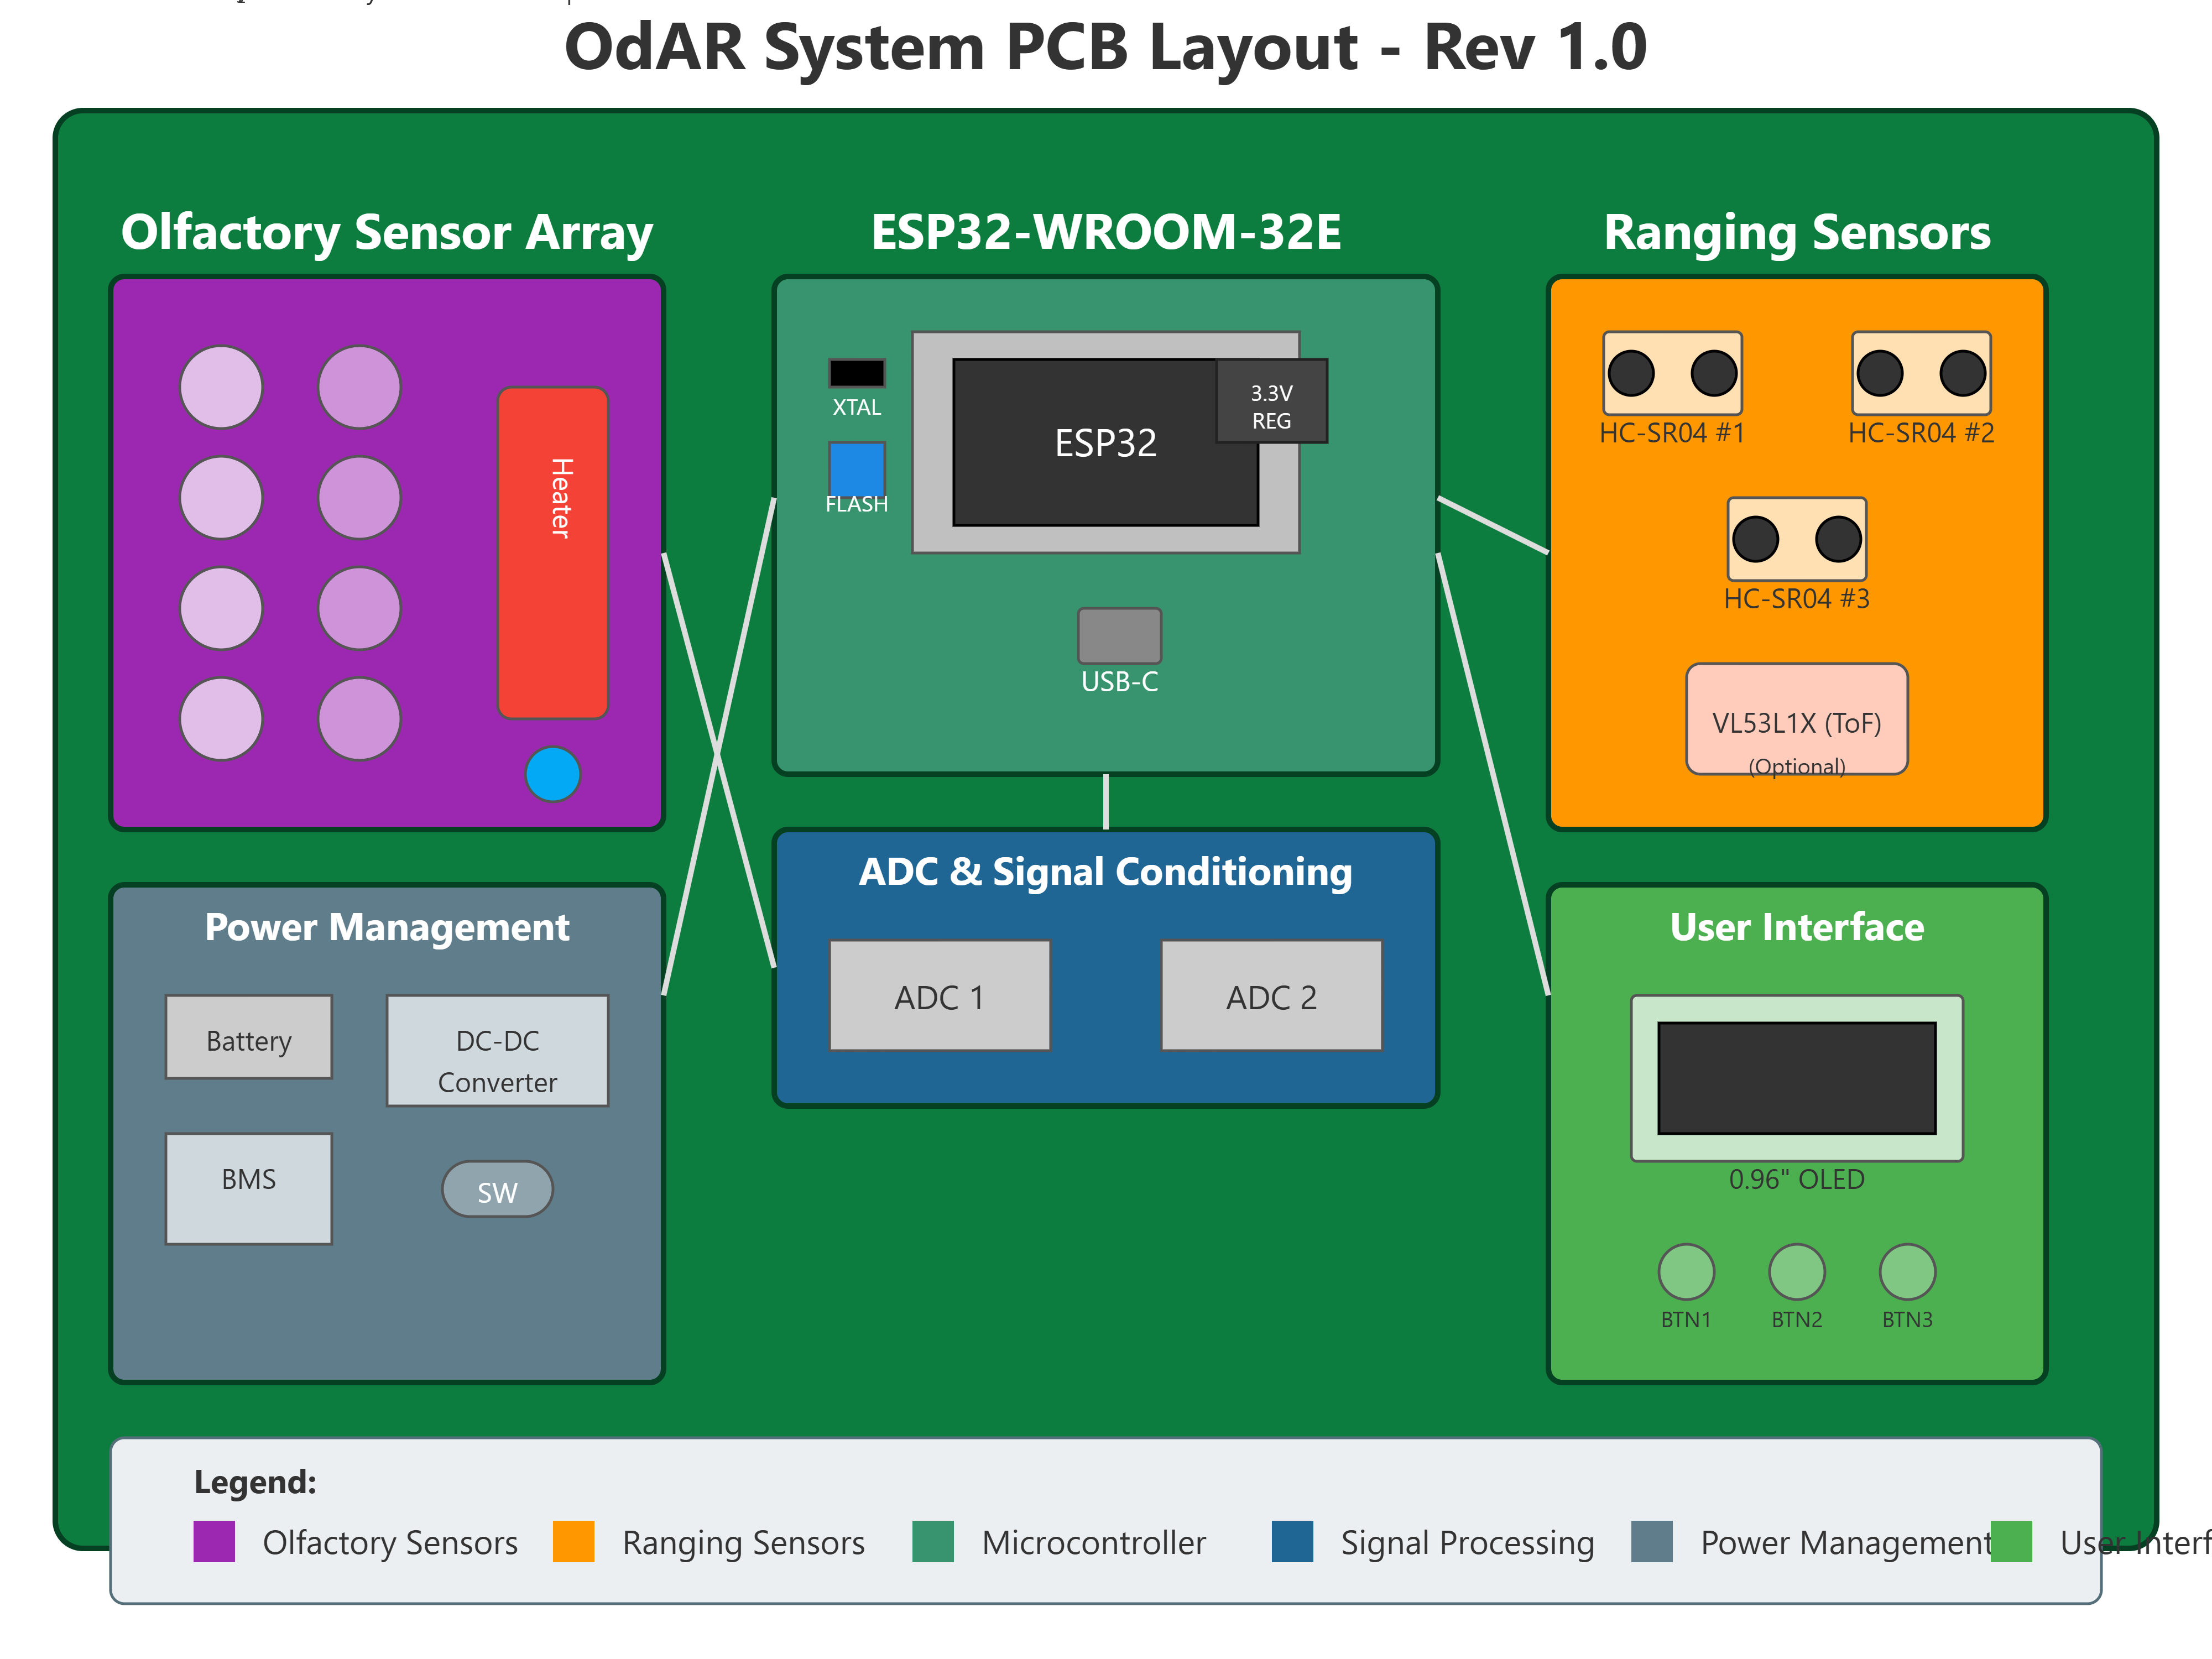 OdAR System PCB Layout - Rev 1.0
Olfactory Sensor Array
ESP32-WROOM-32E
Ranging Sensors
Heater
XTAL
FLASH
ESP32
3.3V
REG
USB-C
HC-SR04 #1
HC-SR04 #2
HC-SR04 #3
VL53L1X (ToF)
(Optional)
Power Management
Battery
DC-DC
Converter
BMS
SW
ADC & Signal Conditioning
ADC 1
ADC 2
User Interface
0.96" OLED
BTN1
BTN2
BTN3
Legend:
Olfactory Sensors
Ranging Sensors
Microcontroller
Signal Processing
Power Management
User Interf